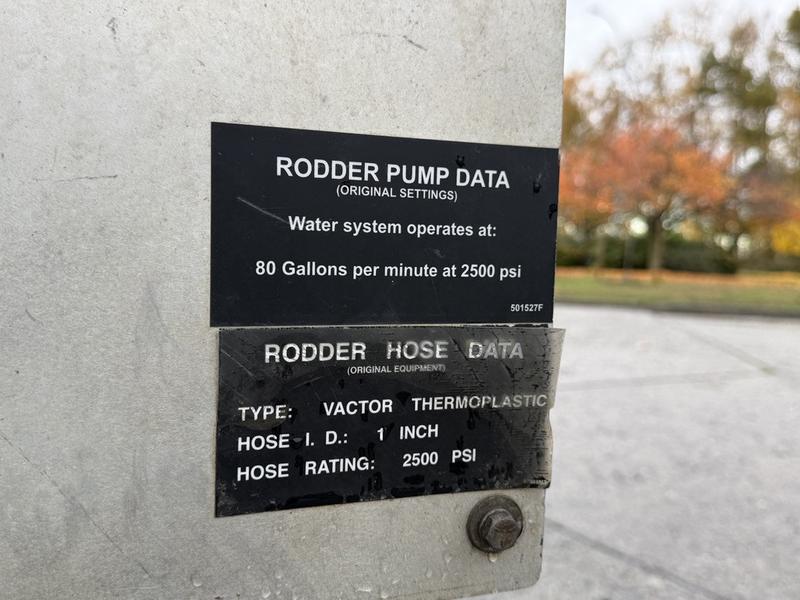 RODDER PUMP DATA
(ORIGINAL SETTINGS)
Water system operates at:
80 Gallons per minute at 2500 psi
501527F
RODDER HOSE DATA
(ORIGINAL EQUIPMENT)
TYPE: VACTOR THERMOPLASTIC
HOSE I. D.: 1 INCH
HOSE RATING: 2500 PSI